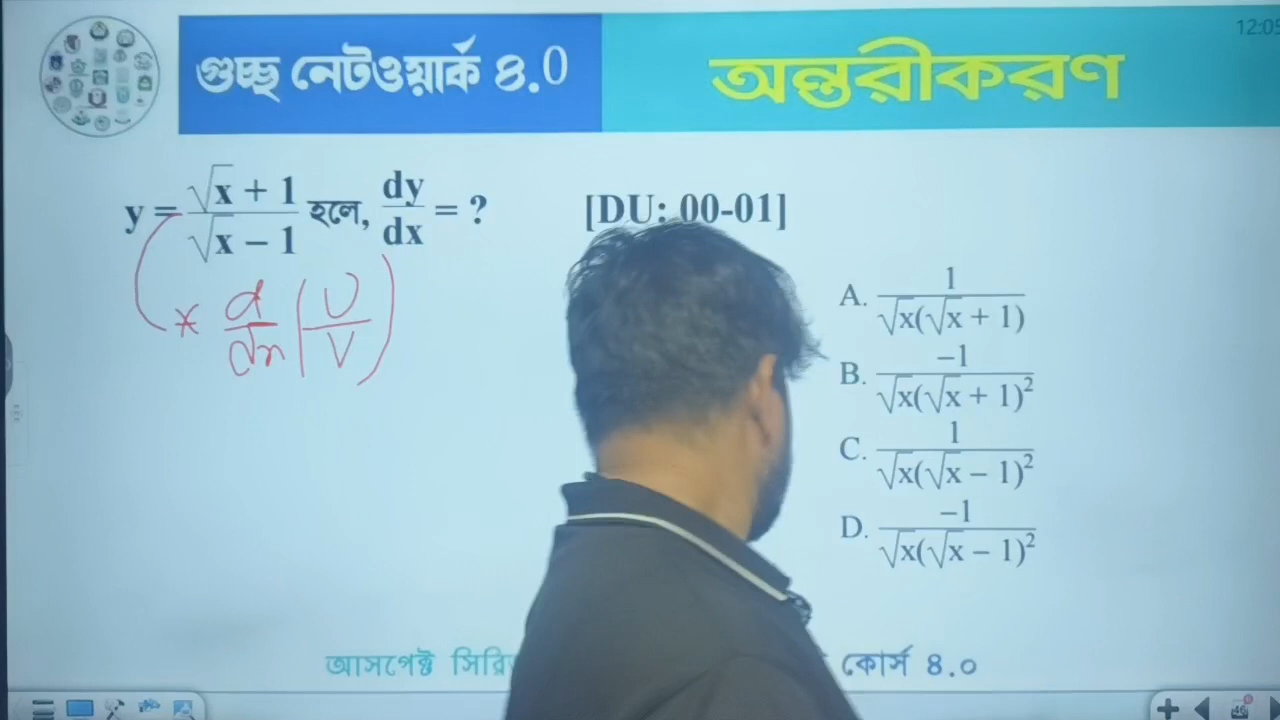 গুচ্ছ নেটওয়ার্ক ৪.0
অন্তরীকরণ
12:05
y = √x + 1 / √x − 1 হলে, dy/dx = ? [DU: 00-01]
* d/dx (U/V)
A. 1 / √x(√x + 1)
B. −1 / √x(√x + 1)²
C. 1 / √x(√x − 1)²
D. −1 / √x(√x − 1)²
আসপেক্ট সিরি কোর্স ৪.০
46